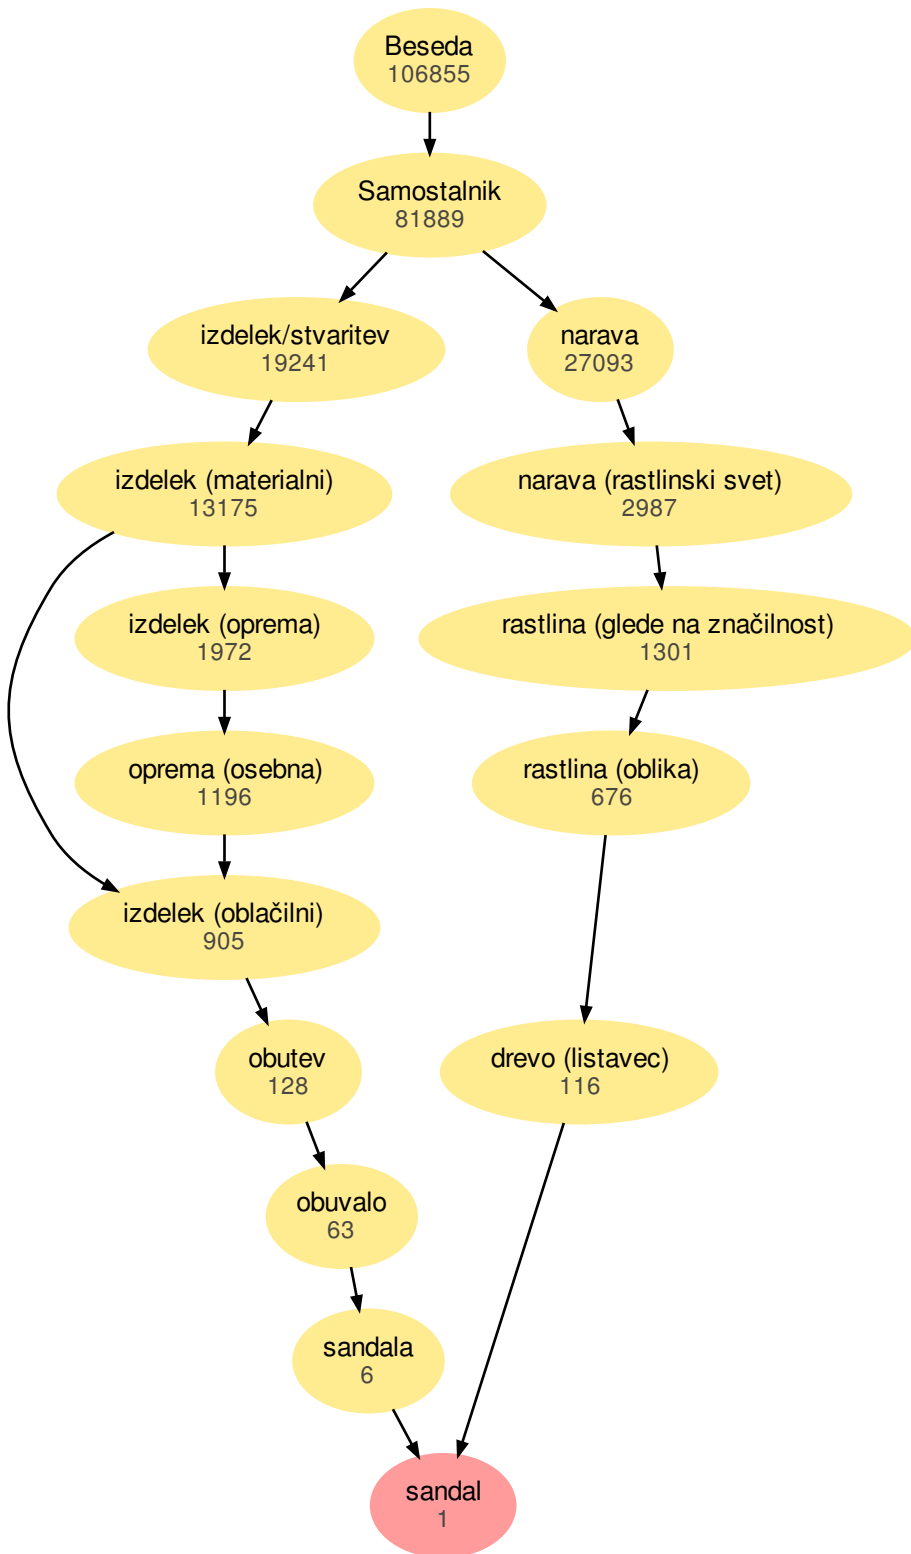 Beseda
106855
Samostalnik
81889
izdelek/stvaritev
19241
narava
27093
izdelek (materialni)
13175
narava (rastlinski svet)
2987
izdelek (oprema)
1972
rastlina (glede na značilnost)
1301
oprema (osebna)
1196
rastlina (oblika)
676
izdelek (oblačilni)
905
obutev
128
drevo (listavec)
116
obuvalo
63
sandala
6
sandal
1